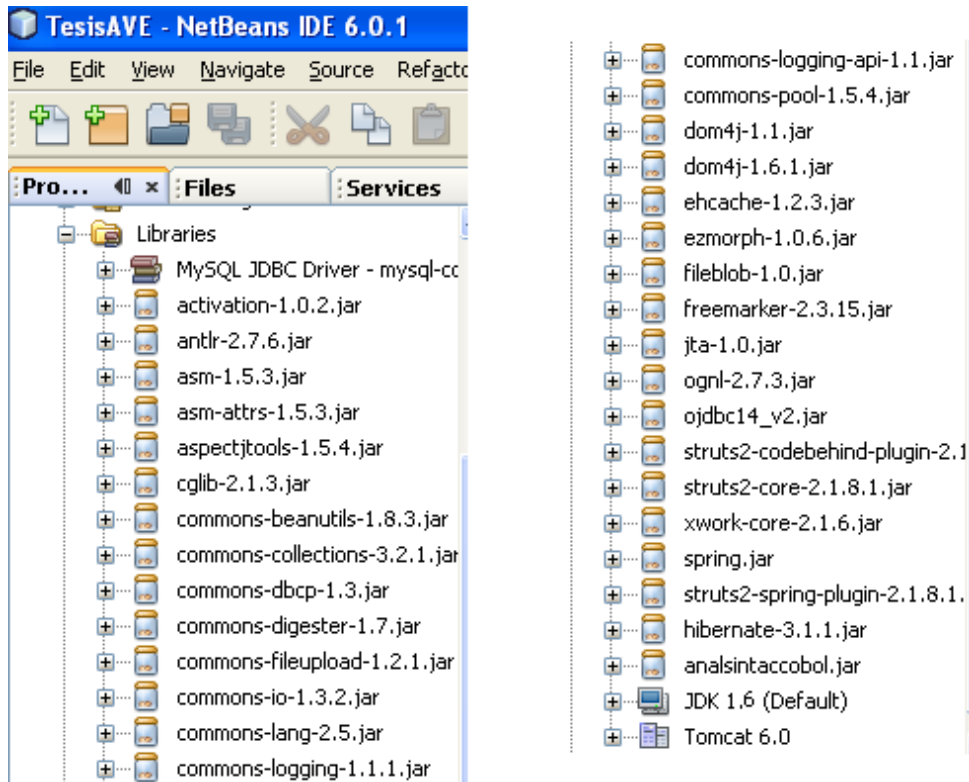 TesisAVE - NetBeans IDE 6.0.1
File Edit View Navigate Source Refacto
Pro... Files Services
Libraries
MySQL JDBC Driver - mysql-co
activation-1.0.2.jar
antlr-2.7.6.jar
asm-1.5.3.jar
asm-attrs-1.5.3.jar
aspectjtools-1.5.4.jar
cglib-2.1.3.jar
commons-beanutils-1.8.3.jar
commons-collections-3.2.1.jar
commons-dbcp-1.3.jar
commons-digester-1.7.jar
commons-fileupload-1.2.1.jar
commons-io-1.3.2.jar
commons-lang-2.5.jar
commons-logging-1.1.1.jar
commons-logging-api-1.1.jar
commons-pool-1.5.4.jar
dom4j-1.1.jar
dom4j-1.6.1.jar
ehcache-1.2.3.jar
ezmorph-1.0.6.jar
fileblob-1.0.jar
freemarker-2.3.15.jar
jta-1.0.jar
ognl-2.7.3.jar
ojdbc14_v2.jar
struts2-codebehind-plugin-2.1
struts2-core-2.1.8.1.jar
xwork-core-2.1.6.jar
spring.jar
struts2-spring-plugin-2.1.8.1.
hibernate-3.1.1.jar
analsintaccobol.jar
JDK 1.6 (Default)
Tomcat 6.0